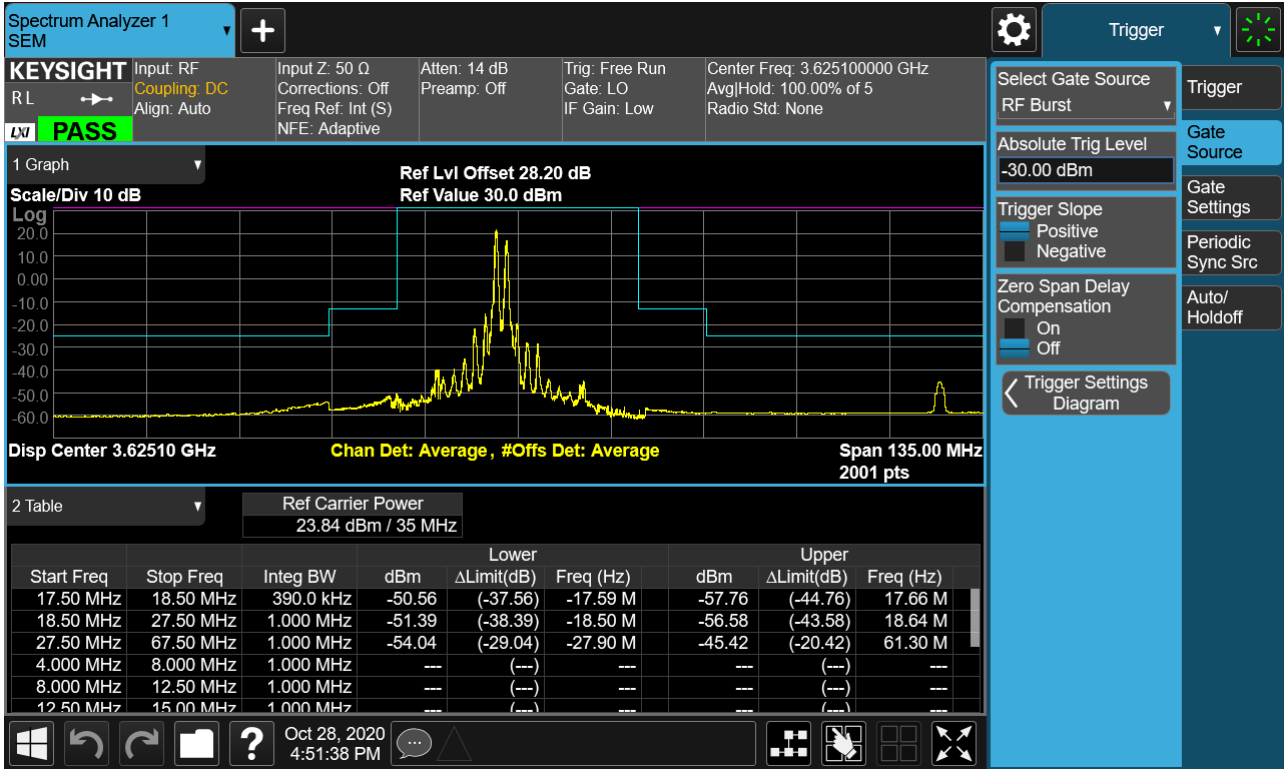 Spectrum Analyzer 1
SEM
▼
+
Trigger
▼
KEYSIGHT
R L
LXI
PASS
Input: RF
Coupling: DC
Align: Auto
Input Z: 50 Ω
Corrections: Off
Freq Ref: Int (S)
NFE: Adaptive
Atten: 14 dB
Preamp: Off
Trig: Free Run
Gate: LO
IF Gain: Low
Center Freq: 3.625100000 GHz
Avg|Hold: 100.00% of 5
Radio Std: None
1 Graph ▼
Scale/Div 10 dB
Ref Lvl Offset 28.20 dB
Ref Value 30.0 dBm
Log
20.0
10.0
0.00
-10.0
-20.0
-30.0
-40.0
-50.0
-60.0
Disp Center 3.62510 GHz
Chan Det: Average , #Offs Det: Average
Span 135.00 MHz
2001 pts
2 Table ▼
Ref Carrier Power
23.84 dBm / 35 MHz
Lower Upper
Start Freq Stop Freq Integ BW dBm ΔLimit(dB) Freq (Hz) dBm ΔLimit(dB) Freq (Hz)
17.50 MHz 18.50 MHz 390.0 kHz -50.56 (-37.56) -17.59 M -57.76 (-44.76) 17.66 M
18.50 MHz 27.50 MHz 1.000 MHz -51.39 (-38.39) -18.50 M -56.58 (-43.58) 18.64 M
27.50 MHz 67.50 MHz 1.000 MHz -54.04 (-29.04) -27.90 M -45.42 (-20.42) 61.30 M
4.000 MHz 8.000 MHz 1.000 MHz --- (---) --- --- (---) ---
8.000 MHz 12.50 MHz 1.000 MHz --- (---) --- --- (---) ---
12.50 MHz 15.00 MHz 1.000 MHz --- (---) --- --- (---) ---
?
Oct 28, 2020
4:51:38 PM
Select Gate Source
RF Burst ▼
Absolute Trig Level
-30.00 dBm
Trigger Slope
Positive
Negative
Zero Span Delay
Compensation
On
Off
Trigger Settings
Diagram
Trigger
Gate
Source
Gate
Settings
Periodic
Sync Src
Auto/
Holdoff